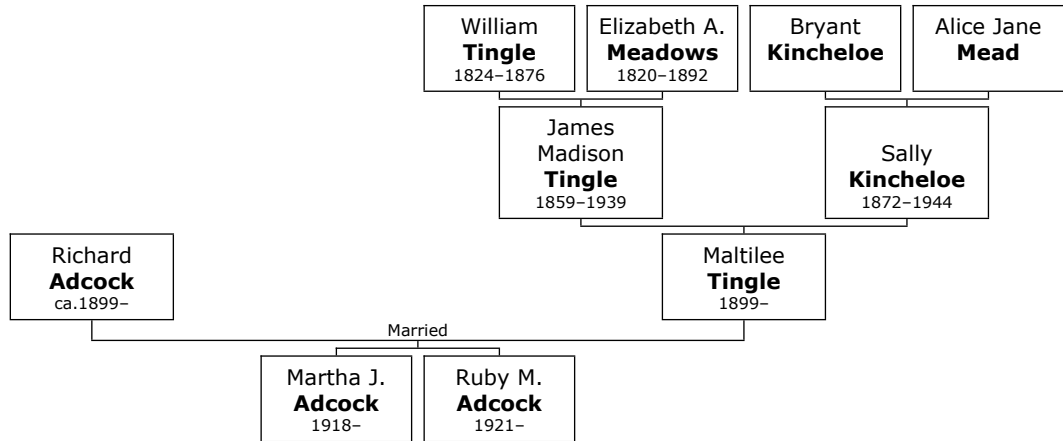 William
Tingle
1824–1876
Elizabeth A.
Meadows
1820–1892
Bryant
Kincheloe
Alice Jane
Mead
James
Madison
Tingle
1859–1939
Sally
Kincheloe
1872–1944
Richard
Adcock
ca.1899–
Maltilee
Tingle
1899–
Married
Martha J.
Adcock
1918–
Ruby M.
Adcock
1921–